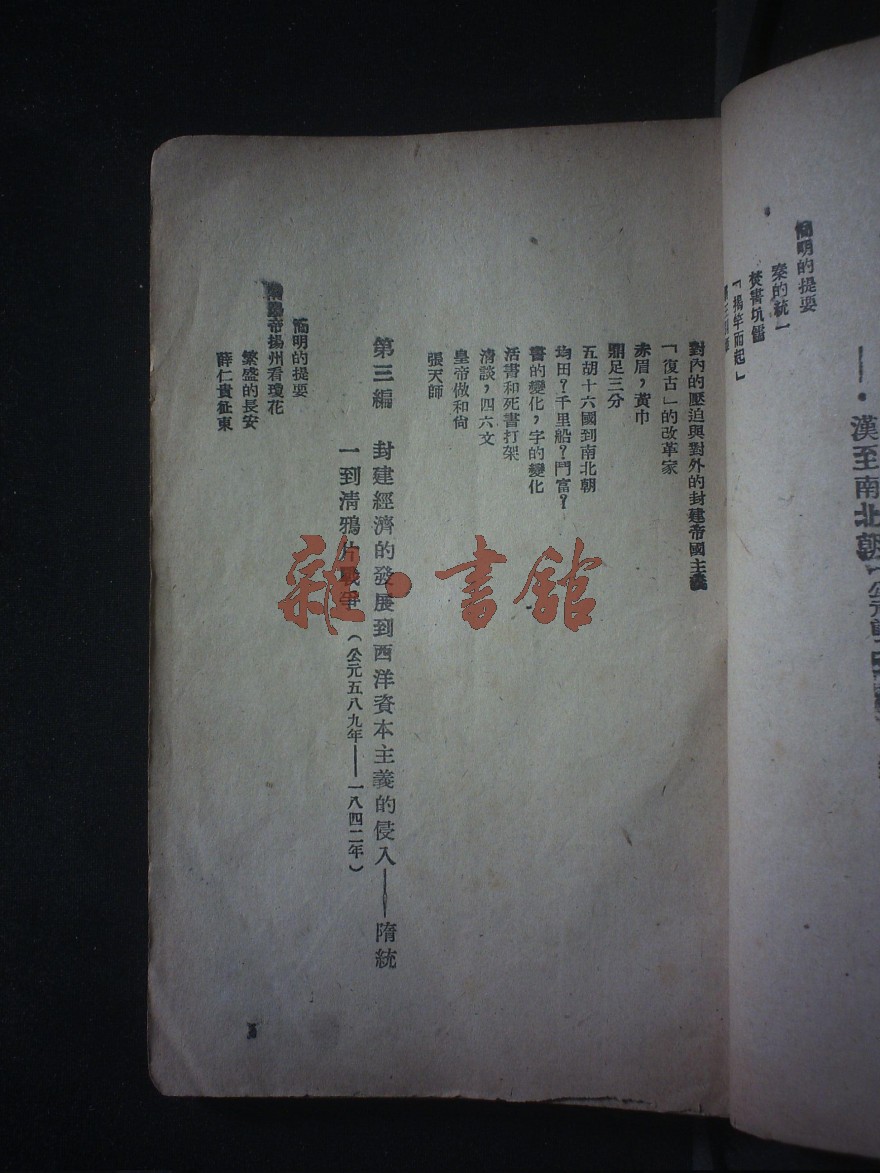 ——·漢至南北朝
簡明的提要
秦的統一
焚書坑儒
「揭竿而起」
對內的壓迫與對外的封建帝國主義
「復古」的改革家
赤眉，黃巾
鼎足三分
五胡十六國到南北朝
均田？千里船？鬥富？
書的變化，字的變化
活書和死書打架
清談，四六文
皇帝做和尙
張天師
第三編　封建經濟的發展到西洋資本主義的侵入——隋統
一到淸鴉片戰爭（公元五八九年——一八四二年）
簡明的提要
帝揚州看瓊花
繁盛的長安
薛仁貴征東
雜·書館